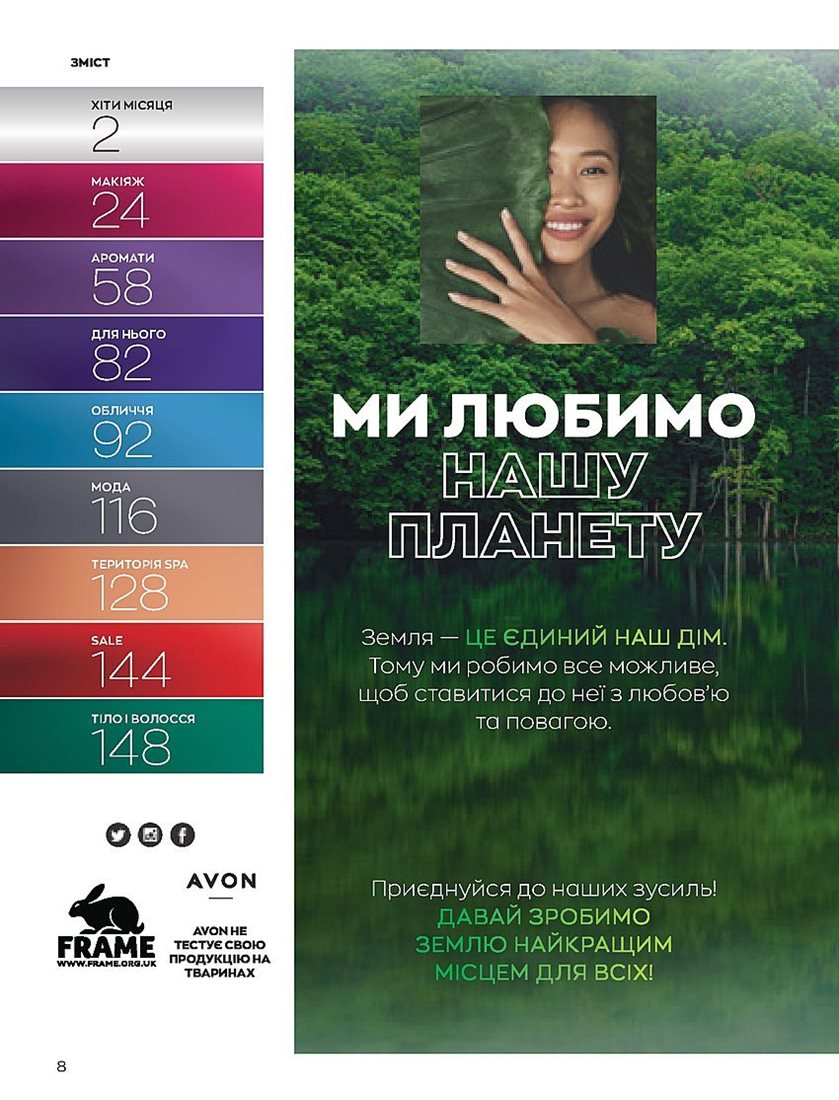 ЗМІСТ
ХІТИ МІСЯЦЯ
2
МАКІЯЖ
24
АРОМАТИ
58
ДЛЯ НЬОГО
82
ОБЛИЧЧЯ
92
МОДА
116
ТЕРИТОРІЯ SPA
128
SALE
144
ТІЛО І ВОЛОССЯ
148
FRAME
WWW.FRAME.ORG.UK
AVON
AVON НЕ
ТЕСТУЄ СВОЮ
ПРОДУКЦІЮ НА
ТВАРИНАХ
8
МИ ЛЮБИМО
НАШУ
ПЛАНЕТУ
Земля — ЦЕ ЄДИНИЙ НАШ ДІМ.
Тому ми робимо все можливе,
щоб ставитися до неї з любов’ю
та повагою.
Приєднуйся до наших зусиль!
ДАВАЙ ЗРОБИМО
ЗЕМЛЮ НАЙКРАЩИМ
МІСЦЕМ ДЛЯ ВСІХ!